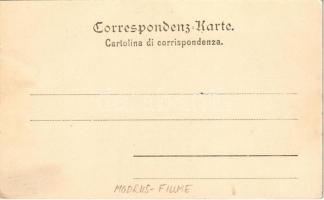 Correspondenz-Karte.
Cartolina di corrispondenza.
MODRUS-FIUME